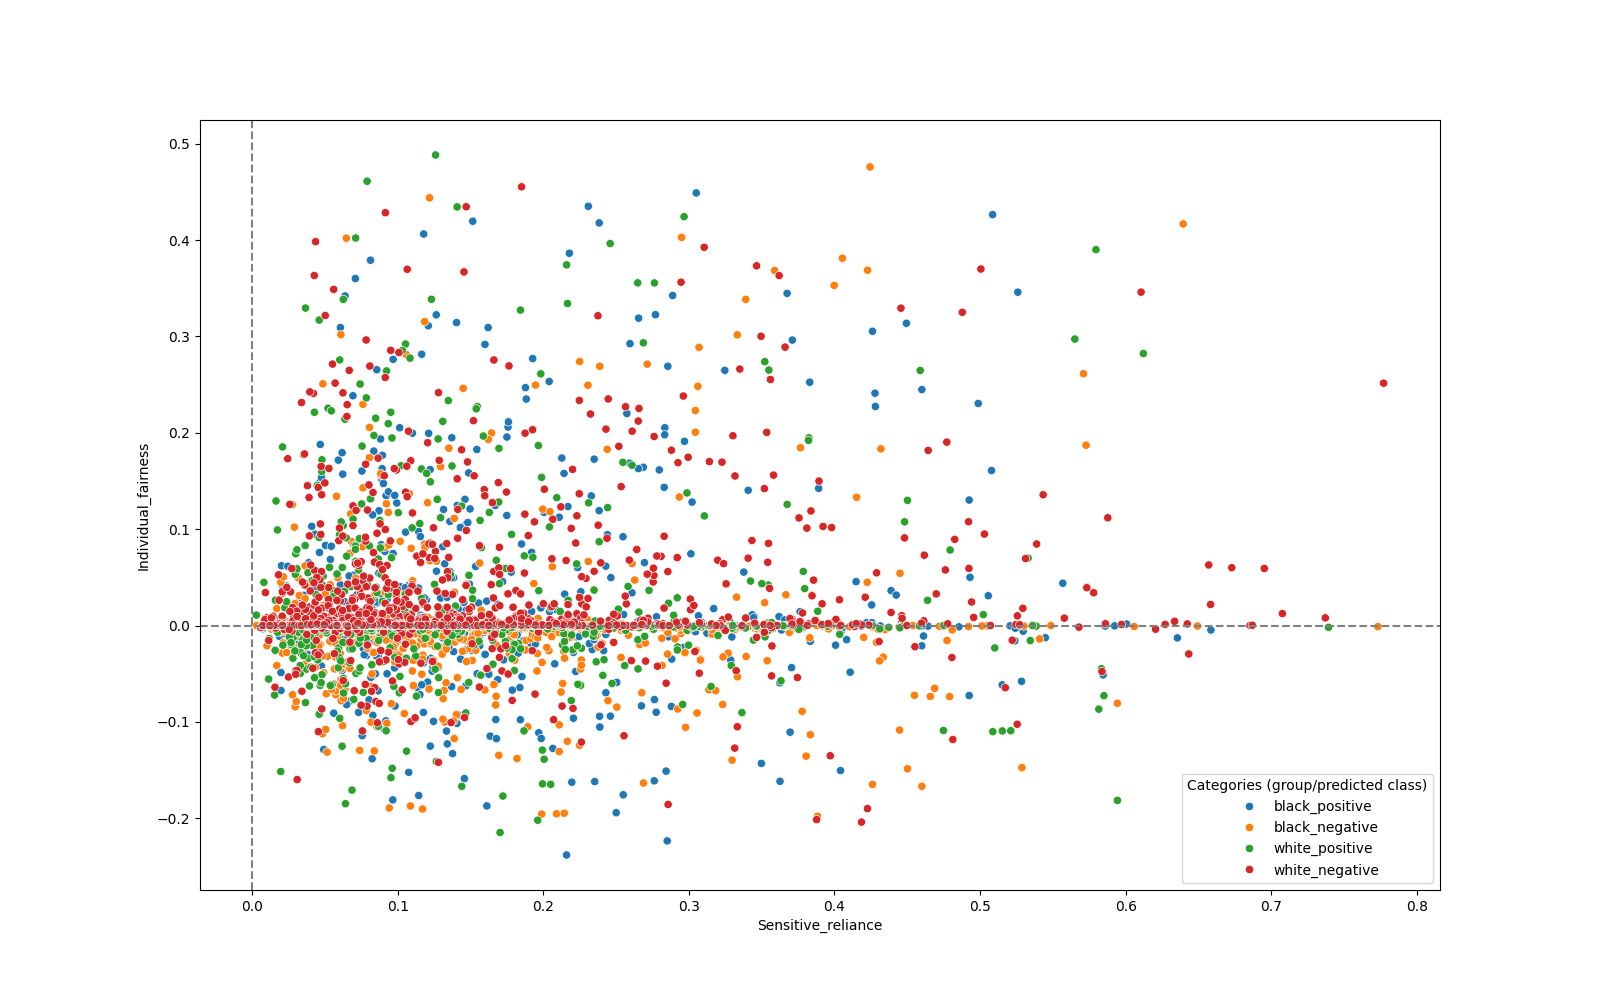 0.5
0.4
0.3
0.2
0.1
0.0
−0.1
−0.2
Individual_fairness
0.0 0.1 0.2 0.3 0.4 0.5 0.6 0.7 0.8
Sensitive_reliance
Categories (group/predicted class)
black_positive
black_negative
white_positive
white_negative